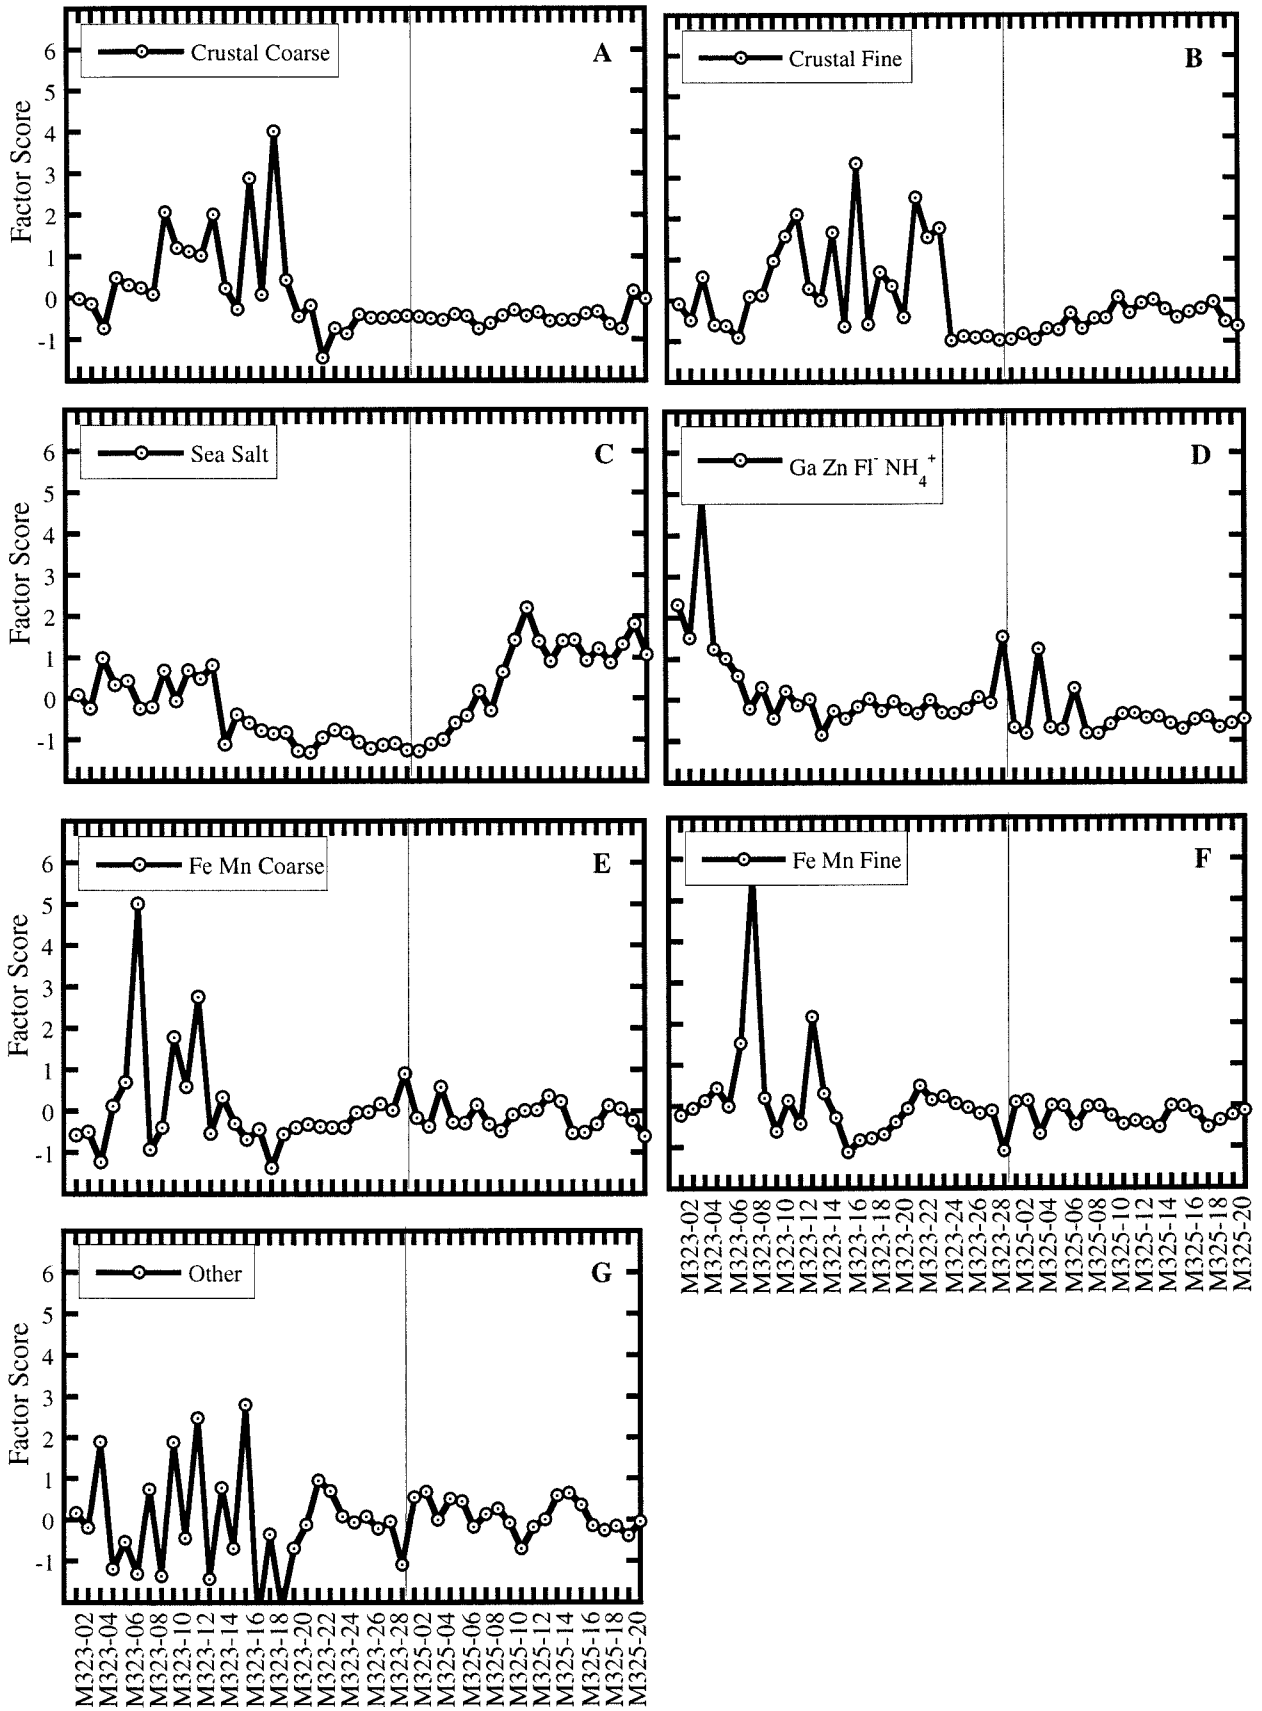 Crustal Coarse
A
6
5
4
3
2
1
0
-1
Factor Score
Crustal Fine
B
Sea Salt
C
6
5
4
3
2
1
0
-1
Factor Score
Ga Zn Fl⁻ NH₄⁺
D
Fe Mn Coarse
E
6
5
4
3
2
1
0
-1
Factor Score
Fe Mn Fine
F
M323-02
M323-04
M323-06
M323-08
M323-10
M323-12
M323-14
M323-16
M323-18
M323-20
M323-22
M323-24
M323-26
M323-28
M325-02
M325-04
M325-06
M325-08
M325-10
M325-12
M325-14
M325-16
M325-18
M325-20
Other
G
6
5
4
3
2
1
0
-1
Factor Score
M323-02
M323-04
M323-06
M323-08
M323-10
M323-12
M323-14
M323-16
M323-18
M323-20
M323-22
M323-24
M323-26
M323-28
M325-02
M325-04
M325-06
M325-08
M325-10
M325-12
M325-14
M325-16
M325-18
M325-20